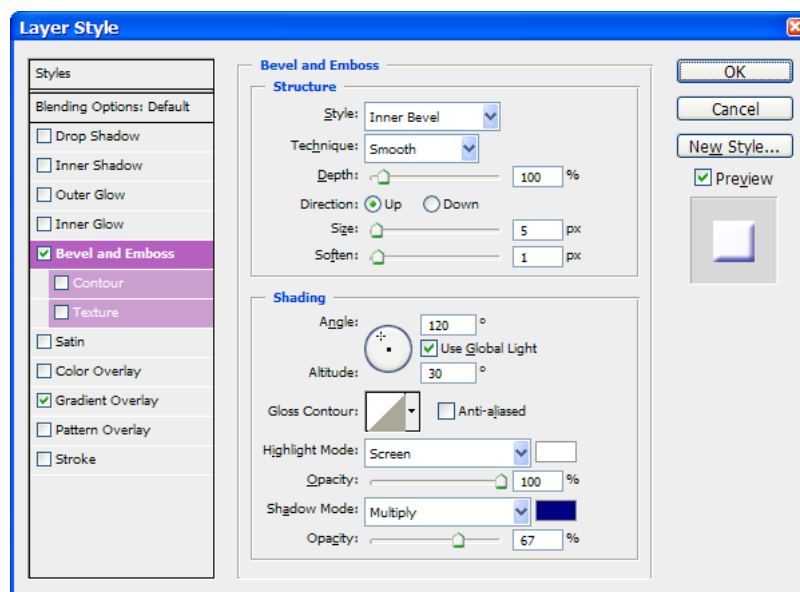 Layer Style
Styles
Blending Options: Default
Drop Shadow
Inner Shadow
Outer Glow
Inner Glow
Bevel and Emboss
Contour
Texture
Satin
Color Overlay
Gradient Overlay
Pattern Overlay
Stroke
Bevel and Emboss
Structure
Style: Inner Bevel
Technique: Smooth
Depth: 100 %
Direction: Up Down
Size: 5 px
Soften: 1 px
Shading
Angle: 120 °
Use Global Light
Altitude: 30 °
Gloss Contour: Anti-aliased
Highlight Mode: Screen
Opacity: 100 %
Shadow Mode: Multiply
Opacity: 67 %
OK
Cancel
New Style...
Preview